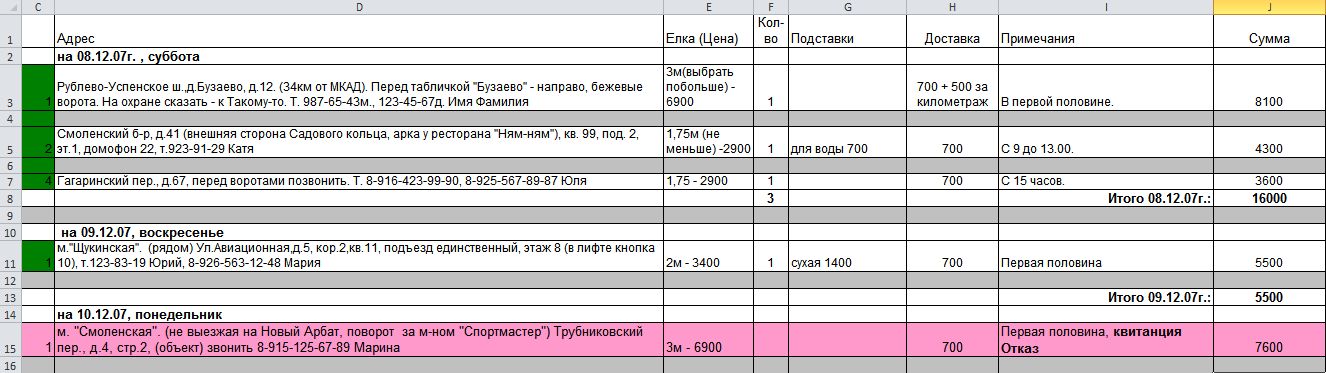 C D E F G H I J
1 Адрес Елка (Цена) Кол-во Подставки Доставка Примечания Сумма
2 на 08.12.07г. , суббота
3 1 Рублево-Успенское ш.,д.Бузаево, д.12. (34км от МКАД). Перед табличкой "Бузаево" - направо, бежевые ворота. На охране сказать - к Такому-то. Т. 987-65-43м., 123-45-67д. Имя Фамилия 3м(выбрать побольше) - 6900 1 700 + 500 за километраж В первой половине. 8100
4
5 2 Смоленский б-р, д.41 (внешняя сторона Садового кольца, арка у ресторана "Ням-ням"), кв. 99, под. 2, эт.1, домофон 22, т.923-91-29 Катя 1,75м (не меньше) -2900 1 для воды 700 700 С 9 до 13.00. 4300
6
7 4 Гагаринский пер., д.67, перед воротами позвонить. Т. 8-916-423-99-90, 8-925-567-89-87 Юля 1,75 - 2900 1 700 С 15 часов. 3600
8 3 Итого 08.12.07г.: 16000
9
10 на 09.12.07, воскресенье
11 1 м."Щукинская". (рядом) Ул.Авиационная,д.5, кор.2,кв.11, подъезд единственный, этаж 8 (в лифте кнопка 10), т.123-83-19 Юрий, 8-926-563-12-48 Мария 2м - 3400 1 сухая 1400 700 Первая половина 5500
12
13 Итого 09.12.07г.: 5500
14 на 10.12.07, понедельник
15 1 м. "Смоленская". (не выезжая на Новый Арбат, поворот за м-ном "Спортмастер") Трубниковский пер., д.4, стр.2, (объект) звонить 8-915-125-67-89 Марина 3м - 6900 700 Первая половина, квитанция Отказ 7600
16